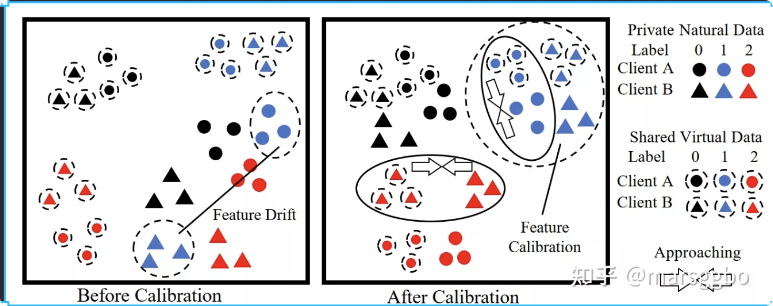 Feature Drift
Before Calibration
Feature
Calibration
After Calibration
Private Natural Data
Label 0 1 2
Client A
Client B
Shared Virtual Data
Label 0 1 2
Client A
Client B
Approaching
知乎 @marsggbo